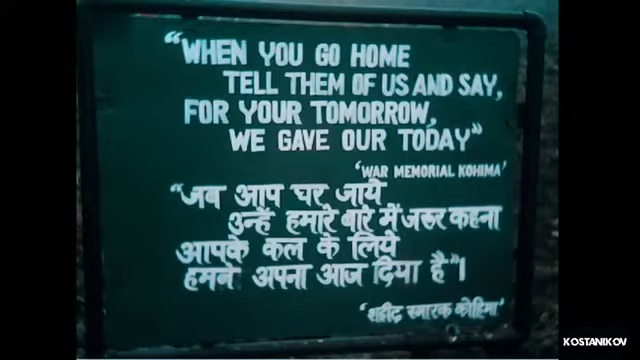 “WHEN YOU GO HOME
TELL THEM OF US AND SAY,
FOR YOUR TOMORROW,
WE GAVE OUR TODAY”
‘WAR MEMORIAL KOHIMA’
“जब आप घर जाये
उन्हें हमारे बारे में जरूर कहना
आपके कल के लिये
हमने अपना आज दिया है”।
‘शहीद स्मारक कोहिमा’
KOSTANIKOV